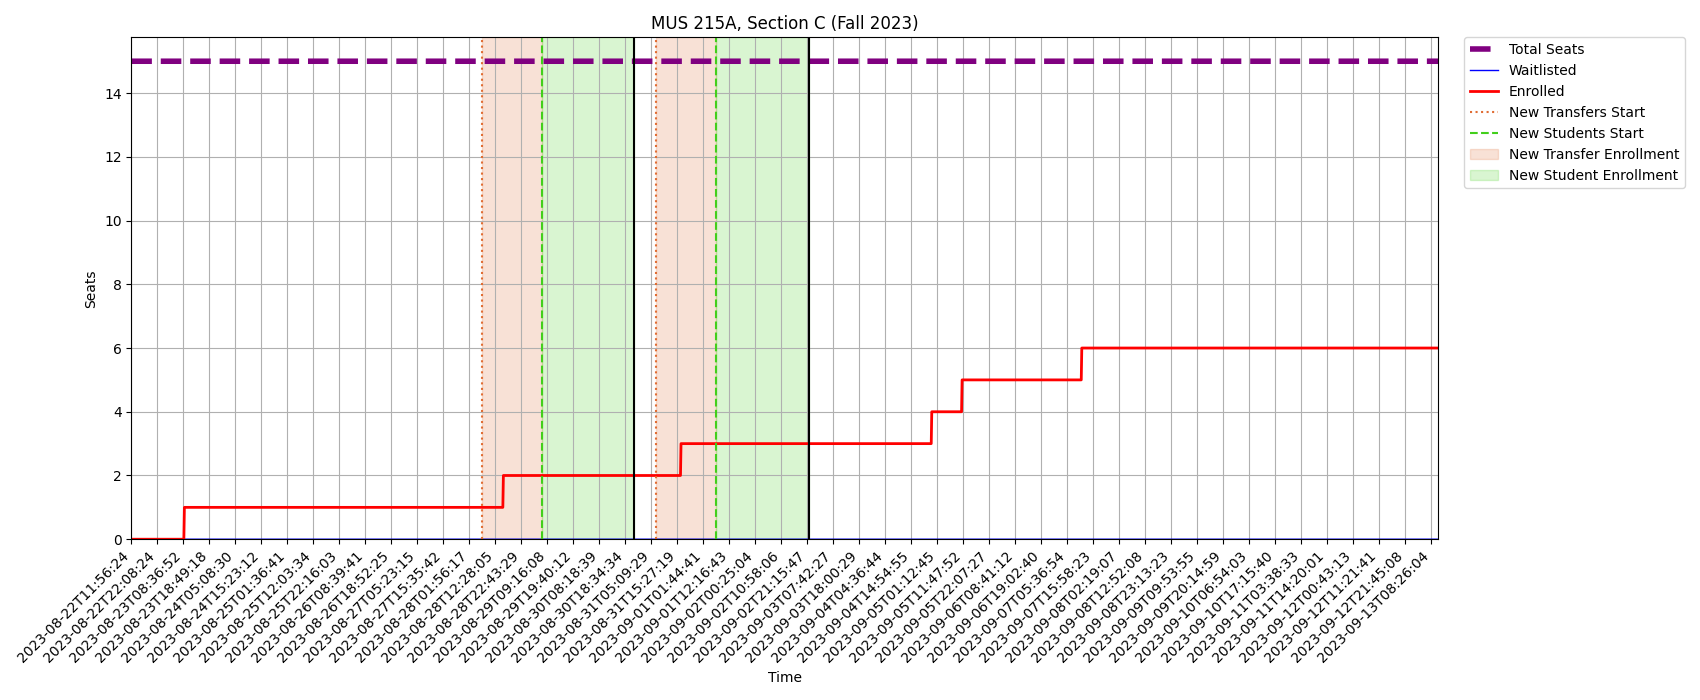 MUS 215A, Section C (Fall 2023)
Total Seats
Waitlisted
Enrolled
New Transfers Start
New Students Start
New Transfer Enrollment
New Student Enrollment
Seats
14
12
10
8
6
4
2
0
2023-08-22T11:56:24
2023-08-22T22:08:24
2023-08-23T08:36:52
2023-08-23T18:49:18
2023-08-24T05:08:30
2023-08-24T15:23:12
2023-08-25T01:36:41
2023-08-25T12:03:34
2023-08-25T22:16:03
2023-08-26T08:39:41
2023-08-26T18:52:25
2023-08-27T05:23:15
2023-08-27T15:35:42
2023-08-28T01:56:17
2023-08-28T12:28:05
2023-08-28T22:43:29
2023-08-29T09:16:08
2023-08-29T19:40:12
2023-08-30T08:18:39
2023-08-30T18:34:34
2023-08-31T05:09:29
2023-08-31T15:27:19
2023-09-01T01:44:41
2023-09-01T12:16:43
2023-09-02T00:25:04
2023-09-02T10:58:06
2023-09-02T21:15:47
2023-09-03T07:42:27
2023-09-03T18:00:29
2023-09-04T04:36:44
2023-09-04T14:54:55
2023-09-05T01:12:45
2023-09-05T11:47:52
2023-09-05T22:07:27
2023-09-06T08:41:12
2023-09-06T19:02:40
2023-09-07T05:36:54
2023-09-07T15:58:23
2023-09-08T02:19:07
2023-09-08T12:52:08
2023-09-08T23:13:23
2023-09-09T09:53:55
2023-09-09T20:14:59
2023-09-10T06:54:03
2023-09-10T17:15:40
2023-09-11T03:38:33
2023-09-11T14:20:01
2023-09-12T00:43:13
2023-09-12T11:21:41
2023-09-12T21:45:08
2023-09-13T08:26:04
Time